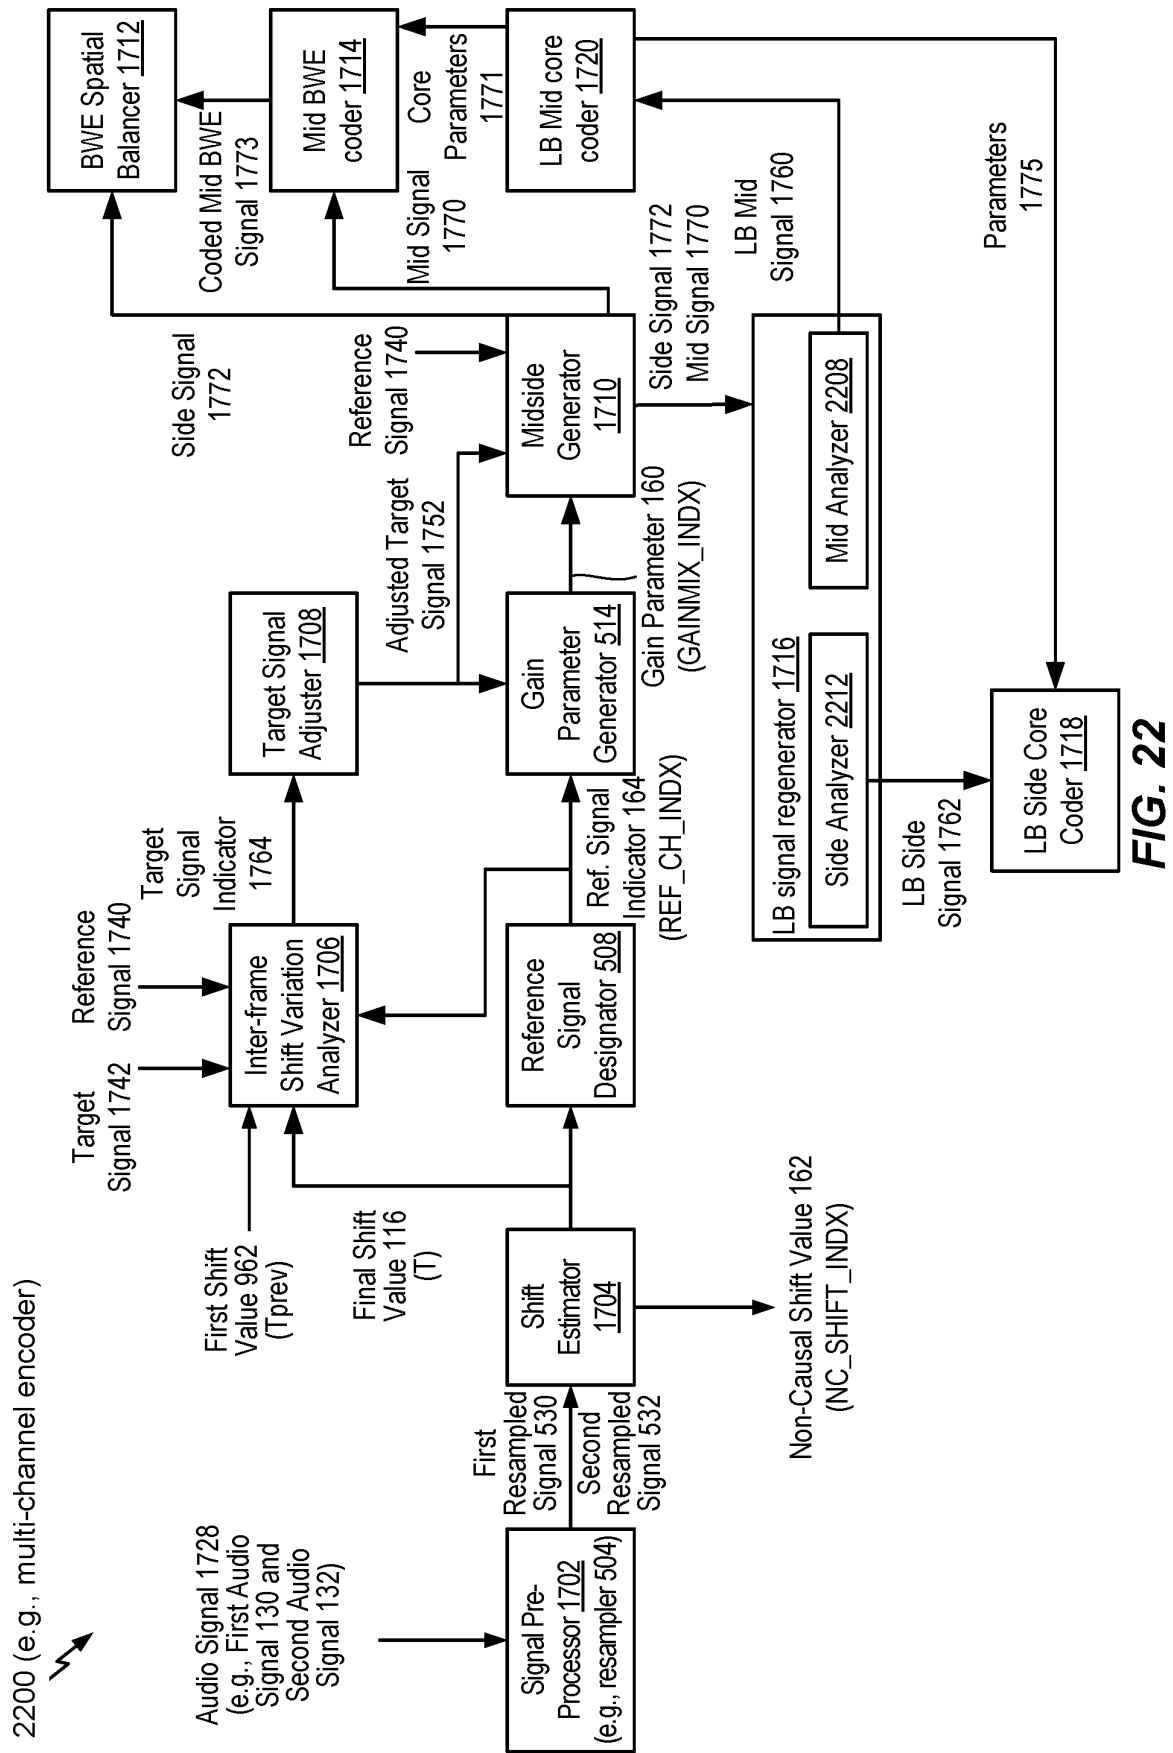 2200 (e.g., multi-channel encoder)
Audio Signal 1728
(e.g., First Audio
Signal 130 and
Second Audio
Signal 132)
Signal Pre-
Processor 1702
(e.g., resampler 504)
First
Resampled
Signal 530
Second
Resampled
Signal 532
Shift
Estimator
1704
Non-Causal Shift Value 162
(NC_SHIFT_INDX)
Final Shift
Value 116
(T)
First Shift
Value 962
(Tprev)
Target
Signal 1742
Reference
Signal 1740
Inter-frame
Shift Variation
Analyzer 1706
Reference
Signal
Designator 508
Target
Signal
Indicator
1764
Ref. Signal
Indicator 164
(REF_CH_INDX)
Target Signal
Adjuster 1708
Gain
Parameter
Generator 514
Adjusted Target
Signal 1752
Gain Parameter 160
(GAINMIX_INDX)
Reference
Signal 1740
Midside
Generator
1710
Side Signal
1772
Mid Signal
1770
Side Signal 1772
Mid Signal 1770
Coded Mid BWE
Signal 1773
BWE Spatial
Balancer 1712
Mid BWE
coder 1714
Core
Parameters
1771
LB Mid core
coder 1720
LB Mid
Signal 1760
Parameters
1775
LB signal regenerator 1716
Side Analyzer 2212
Mid Analyzer 2208
LB Side
Signal 1762
LB Side Core
Coder 1718
FIG. 22